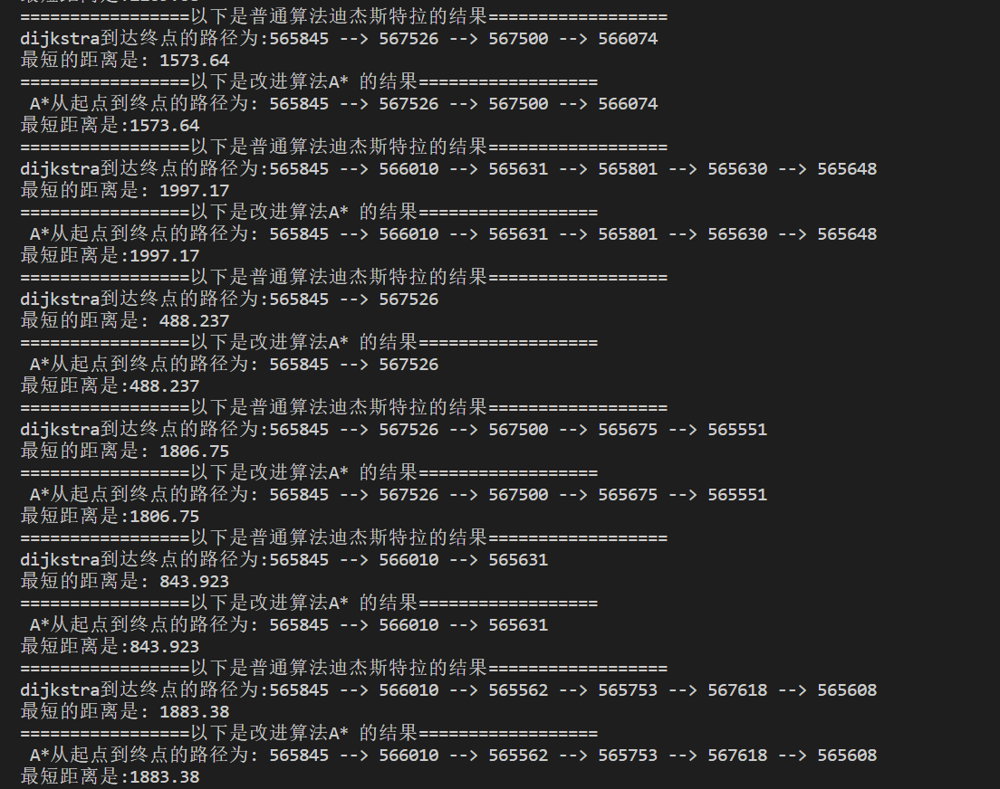 =================以下是普通算法迪杰斯特拉的结果==================
dijkstra到达终点的路径为:565845 --> 567526 --> 567500 --> 566074
最短的距离是: 1573.64
=================以下是改进算法A* 的结果==================
 A*从起点到终点的路径为: 565845 --> 567526 --> 567500 --> 566074
最短距离是:1573.64
=================以下是普通算法迪杰斯特拉的结果==================
dijkstra到达终点的路径为:565845 --> 566010 --> 565631 --> 565801 --> 565630 --> 565648
最短的距离是: 1997.17
=================以下是改进算法A* 的结果==================
 A*从起点到终点的路径为: 565845 --> 566010 --> 565631 --> 565801 --> 565630 --> 565648
最短距离是:1997.17
=================以下是普通算法迪杰斯特拉的结果==================
dijkstra到达终点的路径为:565845 --> 567526
最短的距离是: 488.237
=================以下是改进算法A* 的结果==================
 A*从起点到终点的路径为: 565845 --> 567526
最短距离是:488.237
=================以下是普通算法迪杰斯特拉的结果==================
dijkstra到达终点的路径为:565845 --> 567526 --> 567500 --> 565675 --> 565551
最短的距离是: 1806.75
=================以下是改进算法A* 的结果==================
 A*从起点到终点的路径为: 565845 --> 567526 --> 567500 --> 565675 --> 565551
最短距离是:1806.75
=================以下是普通算法迪杰斯特拉的结果==================
dijkstra到达终点的路径为:565845 --> 566010 --> 565631
最短的距离是: 843.923
=================以下是改进算法A* 的结果==================
 A*从起点到终点的路径为: 565845 --> 566010 --> 565631
最短距离是:843.923
=================以下是普通算法迪杰斯特拉的结果==================
dijkstra到达终点的路径为:565845 --> 566010 --> 565562 --> 565753 --> 567618 --> 565608
最短的距离是: 1883.38
=================以下是改进算法A* 的结果==================
 A*从起点到终点的路径为: 565845 --> 566010 --> 565562 --> 565753 --> 567618 --> 565608
最短距离是:1883.38